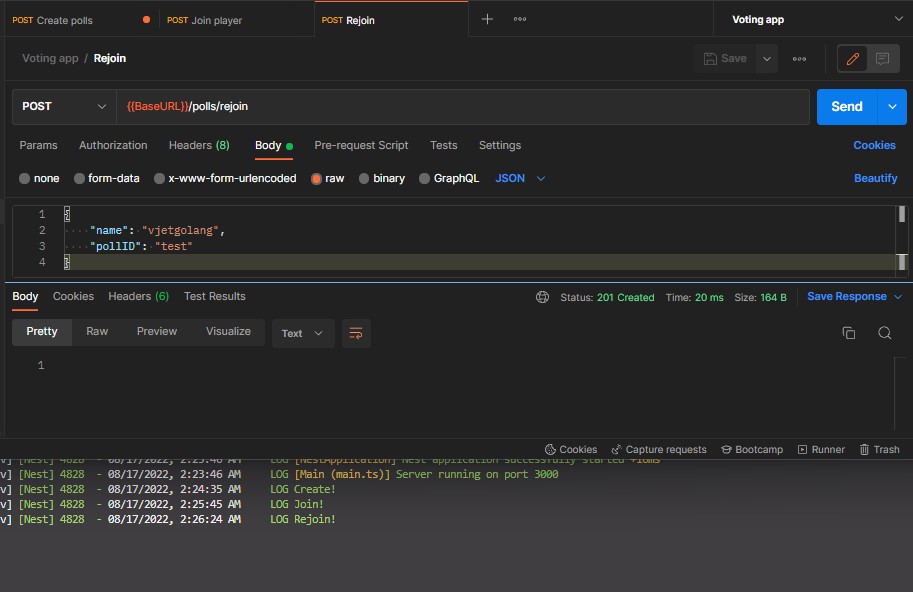 POST Create polls POST Join player POST Rejoin Voting app
Voting app / Rejoin Save
POST {{BaseURL}}/polls/rejoin Send
Params Authorization Headers (8) Body Pre-request Script Tests Settings Cookies
none form-data x-www-form-urlencoded raw binary GraphQL JSON Beautify
1 {
2 "name": "vjetgolang",
3 "pollID": "test"
4 }
Body Cookies Headers (6) Test Results Status: 201 Created Time: 20 ms Size: 164 B Save Response
Pretty Raw Preview Visualize Text
1
Cookies Capture requests Bootcamp Runner Trash
v] [Nest] 4828 - 08/17/2022, 2:23:46 AM LOG [NestApplication] Nest application successfully started +18ms
v] [Nest] 4828 - 08/17/2022, 2:23:46 AM LOG [Main (main.ts)] Server running on port 3000
v] [Nest] 4828 - 08/17/2022, 2:24:35 AM LOG Create!
v] [Nest] 4828 - 08/17/2022, 2:25:45 AM LOG Join!
v] [Nest] 4828 - 08/17/2022, 2:26:24 AM LOG Rejoin!